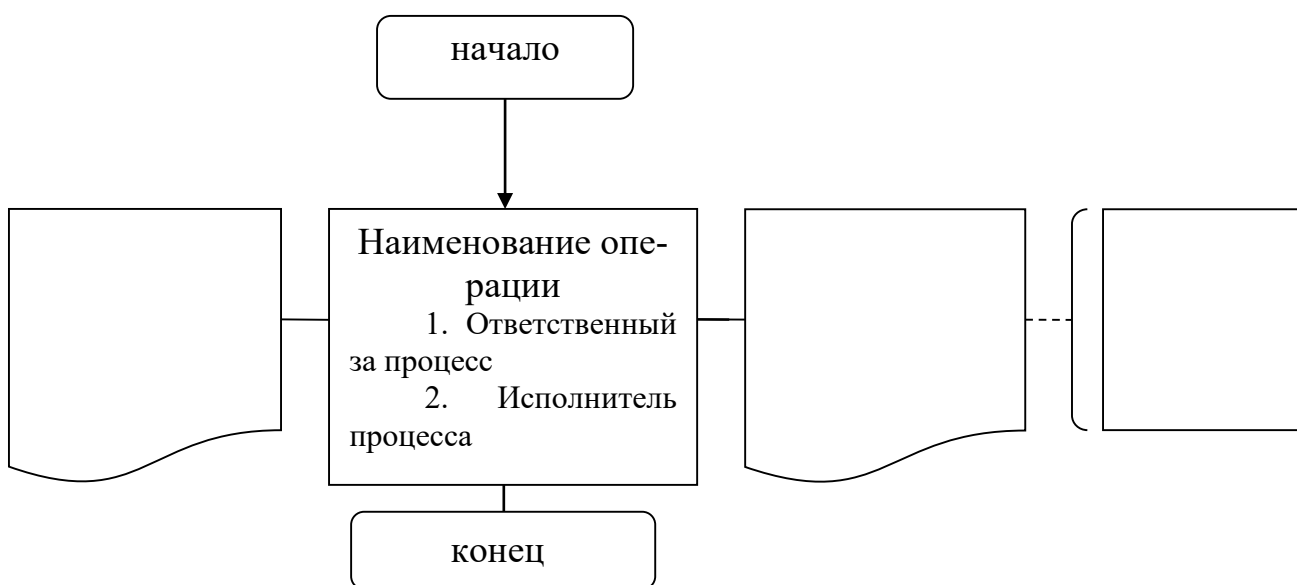 начало
Наименование опе-
рации
1. Ответственный
за процесс
2. Исполнитель
процесса
конец